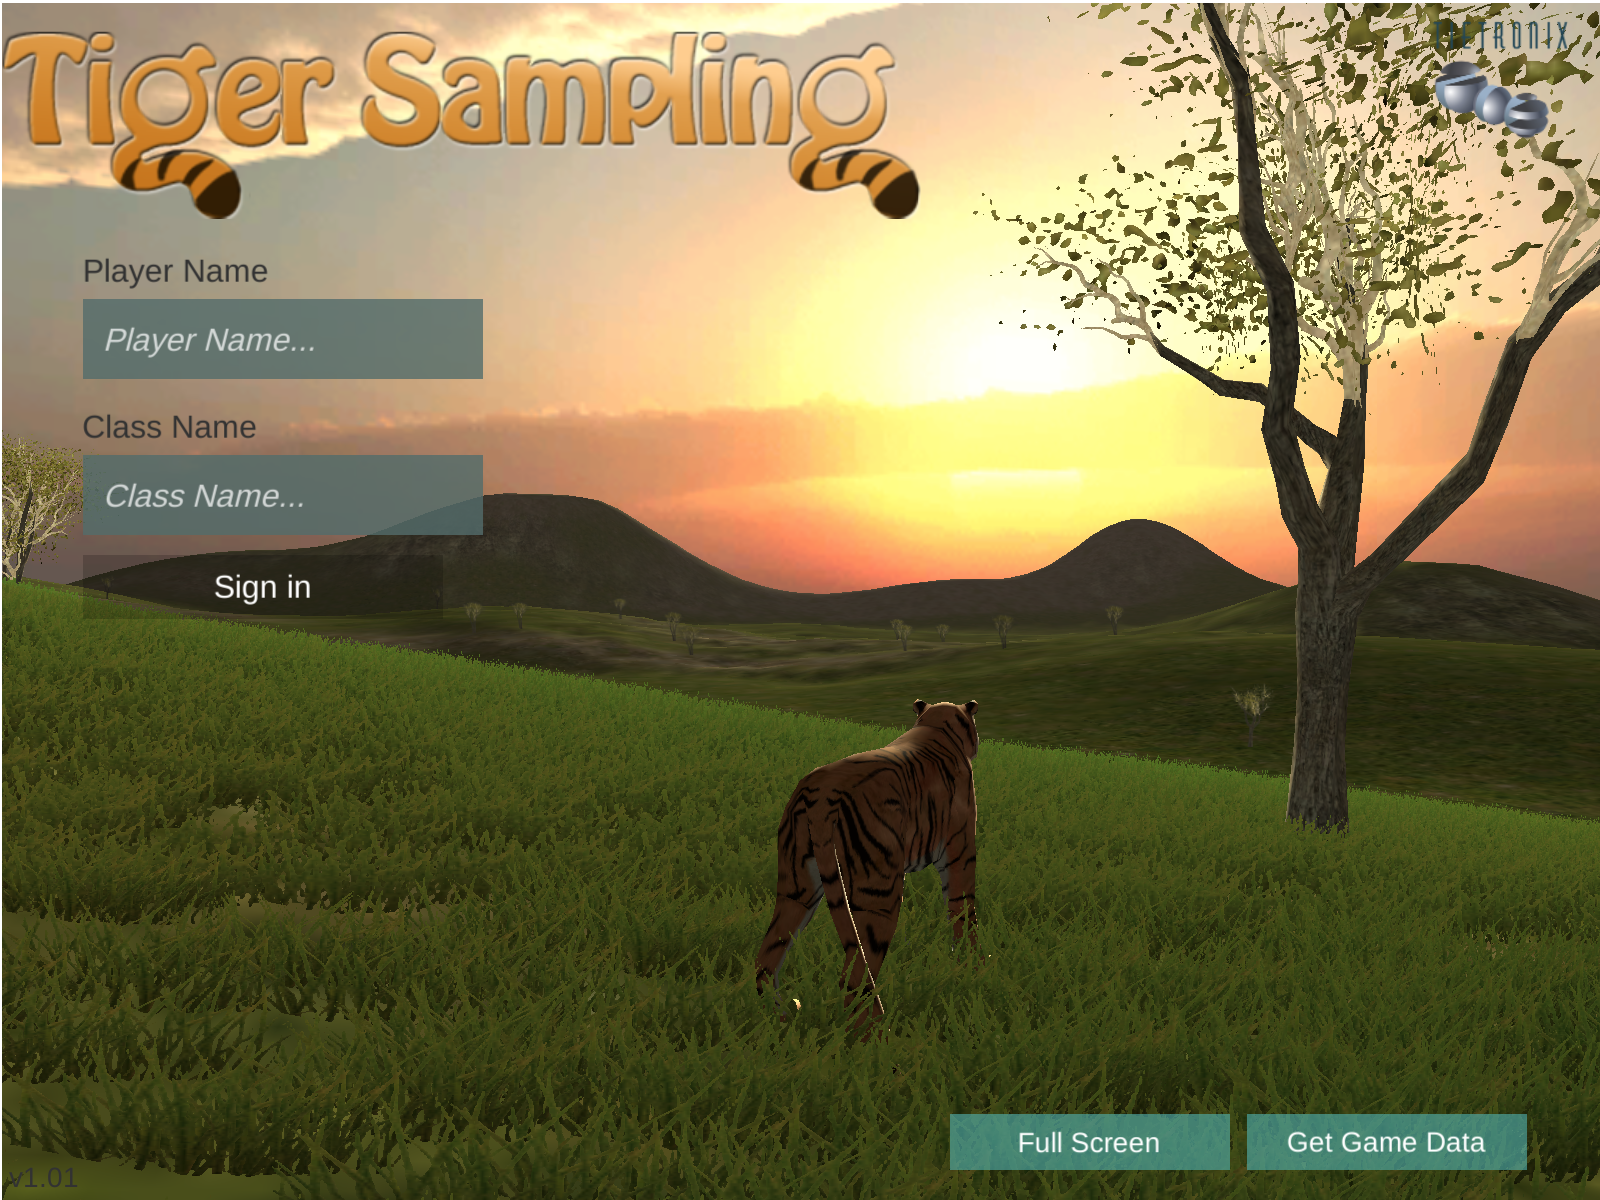 Tiger Sampling
TIETRONIX
Player Name
Player Name...
Class Name
Class Name...
Sign in
Full Screen
Get Game Data
v1.01